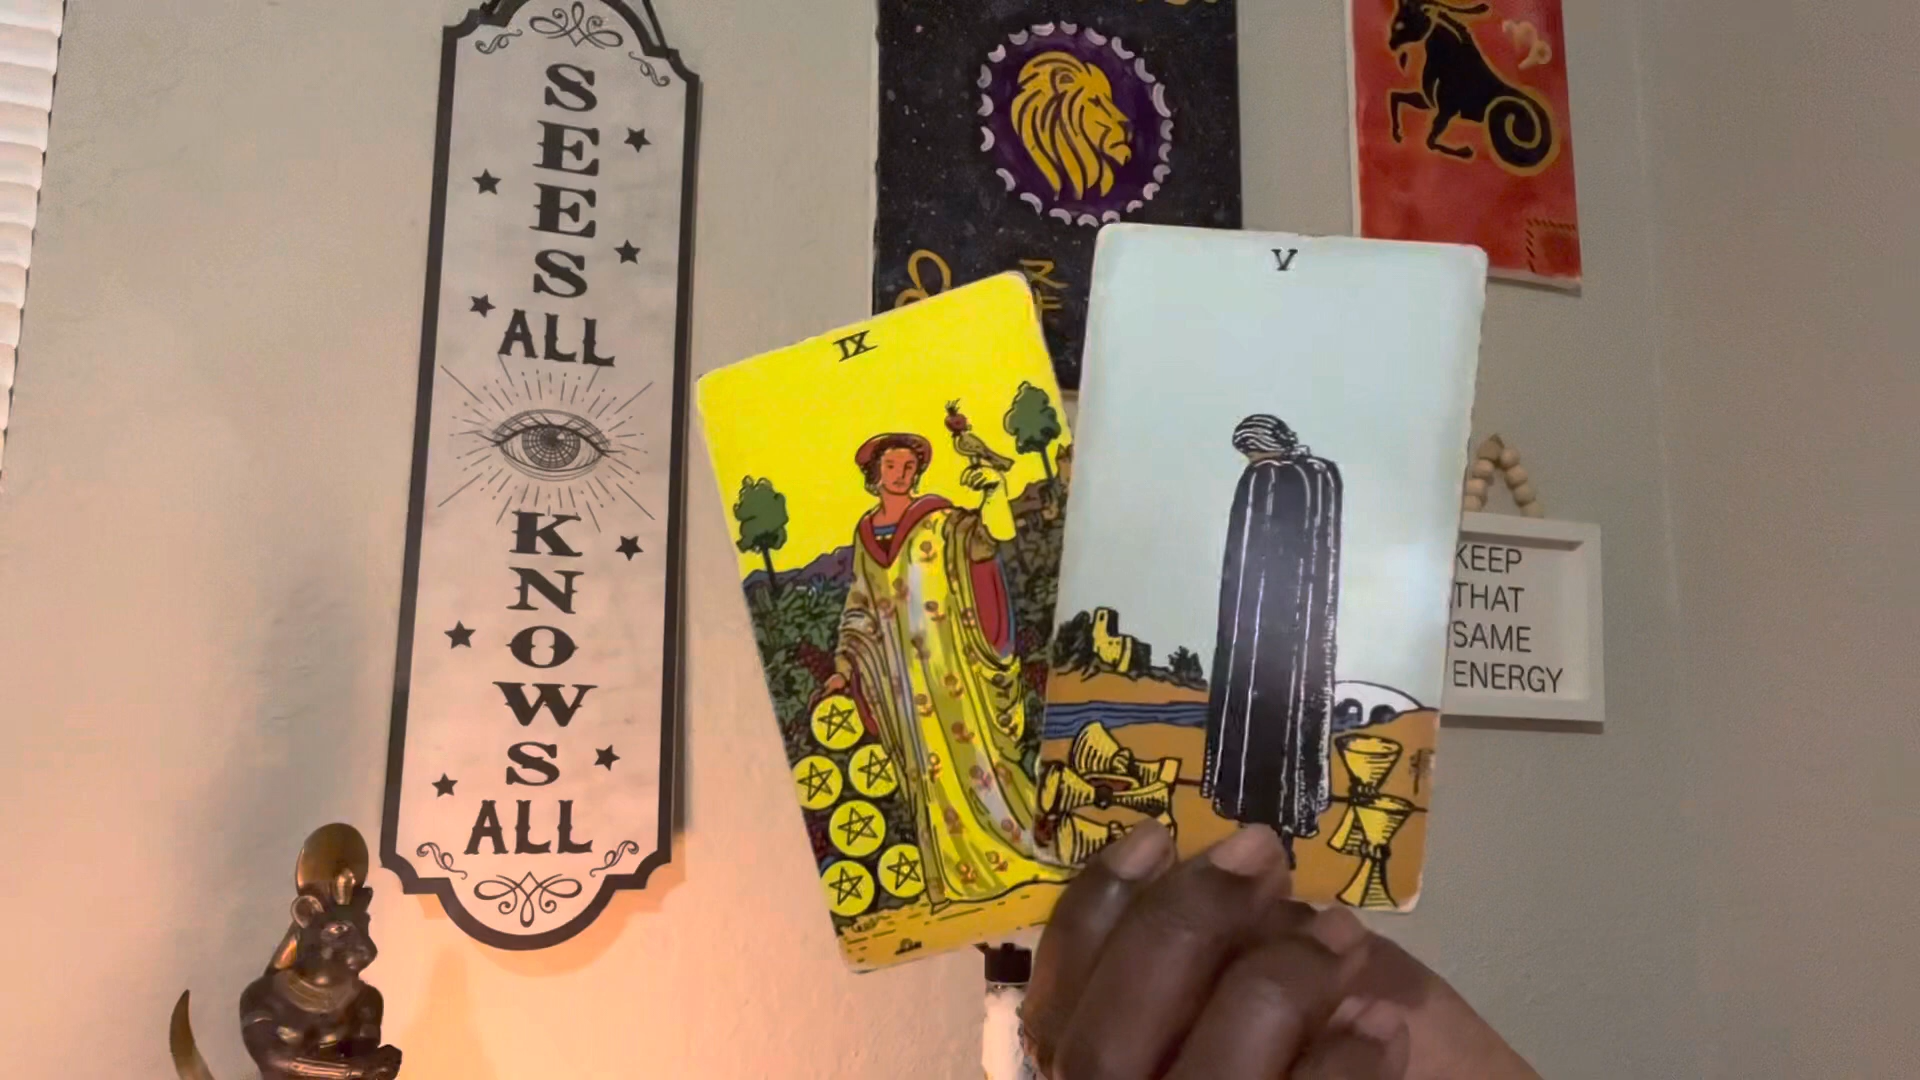 SEES
ALL
KNOWS
ALL
IX
V
KEEP
THAT
SAME
ENERGY